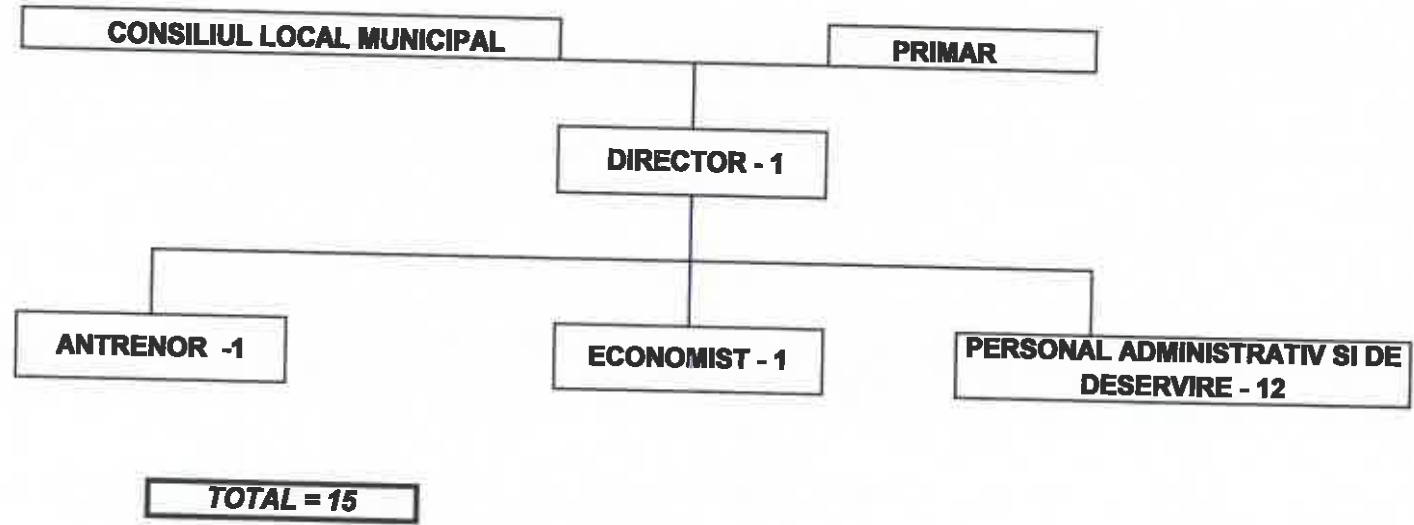 CONSILIUL LOCAL MUNICIPAL
PRIMAR
DIRECTOR - 1
ANTRENOR -1
ECONOMIST - 1
PERSONAL ADMINISTRATIV SI DE
DESERVIRE - 12
TOTAL = 15